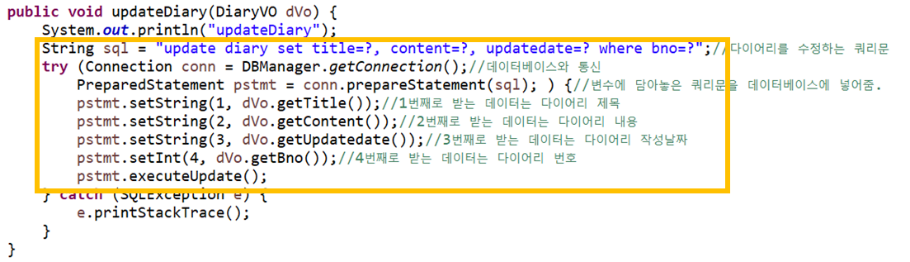 public void updateDiary(DiaryVO dVo) {
System.out.println("updateDiary");
String sql = "update diary set title=?, content=?, updatedate=? where bno=?";//다이어리를 수정하는 쿼리문
try (Connection conn = DBManager.getConnection();//데이터베이스와 통신
PreparedStatement pstmt = conn.prepareStatement(sql); ) {//변수에 담아놓은 쿼리문을 데이터베이스에 넣어줌.
pstmt.setString(1, dVo.getTitle());//1번째로 받는 데이터는 다이어리 제목
pstmt.setString(2, dVo.getContent());//2번째로 받는 데이터는 다이어리 내용
pstmt.setString(3, dVo.getUpdatedate());//3번째로 받는 데이터는 다이어리 작성날짜
pstmt.setInt(4, dVo.getBno());//4번째로 받는 데이터는 다이어리 번호
pstmt.executeUpdate();
} catch (SQLException e) {
e.printStackTrace();
}
}